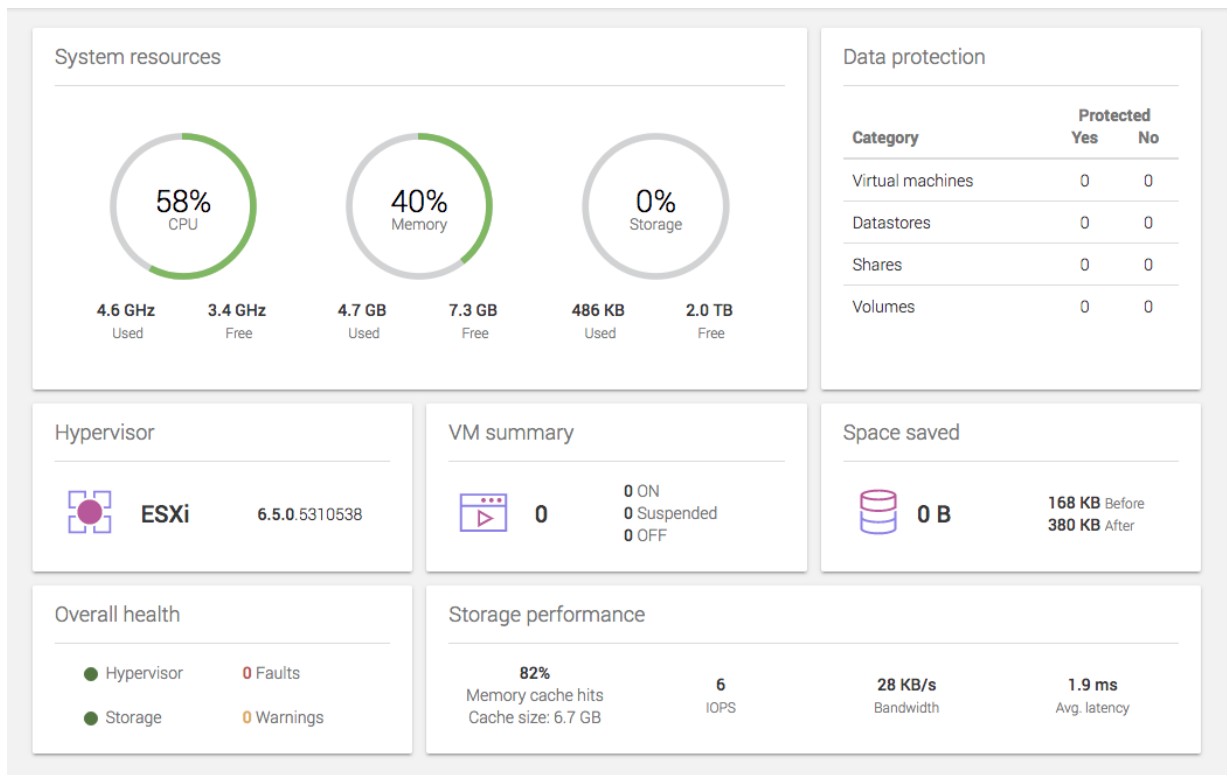 System resources
58%
CPU
4.6 GHz 3.4 GHz
Used Free
40%
Memory
4.7 GB 7.3 GB
Used Free
0%
Storage
486 KB 2.0 TB
Used Free
Data protection
Protected
Category Yes No
Virtual machines 0 0
Datastores 0 0
Shares 0 0
Volumes 0 0
Hypervisor
ESXi 6.5.0.5310538
VM summary
0
0 ON
0 Suspended
0 OFF
Space saved
0 B
168 KB Before
380 KB After
Overall health
Hypervisor 0 Faults
Storage 0 Warnings
Storage performance
82%
Memory cache hits
Cache size: 6.7 GB
6
IOPS
28 KB/s
Bandwidth
1.9 ms
Avg. latency